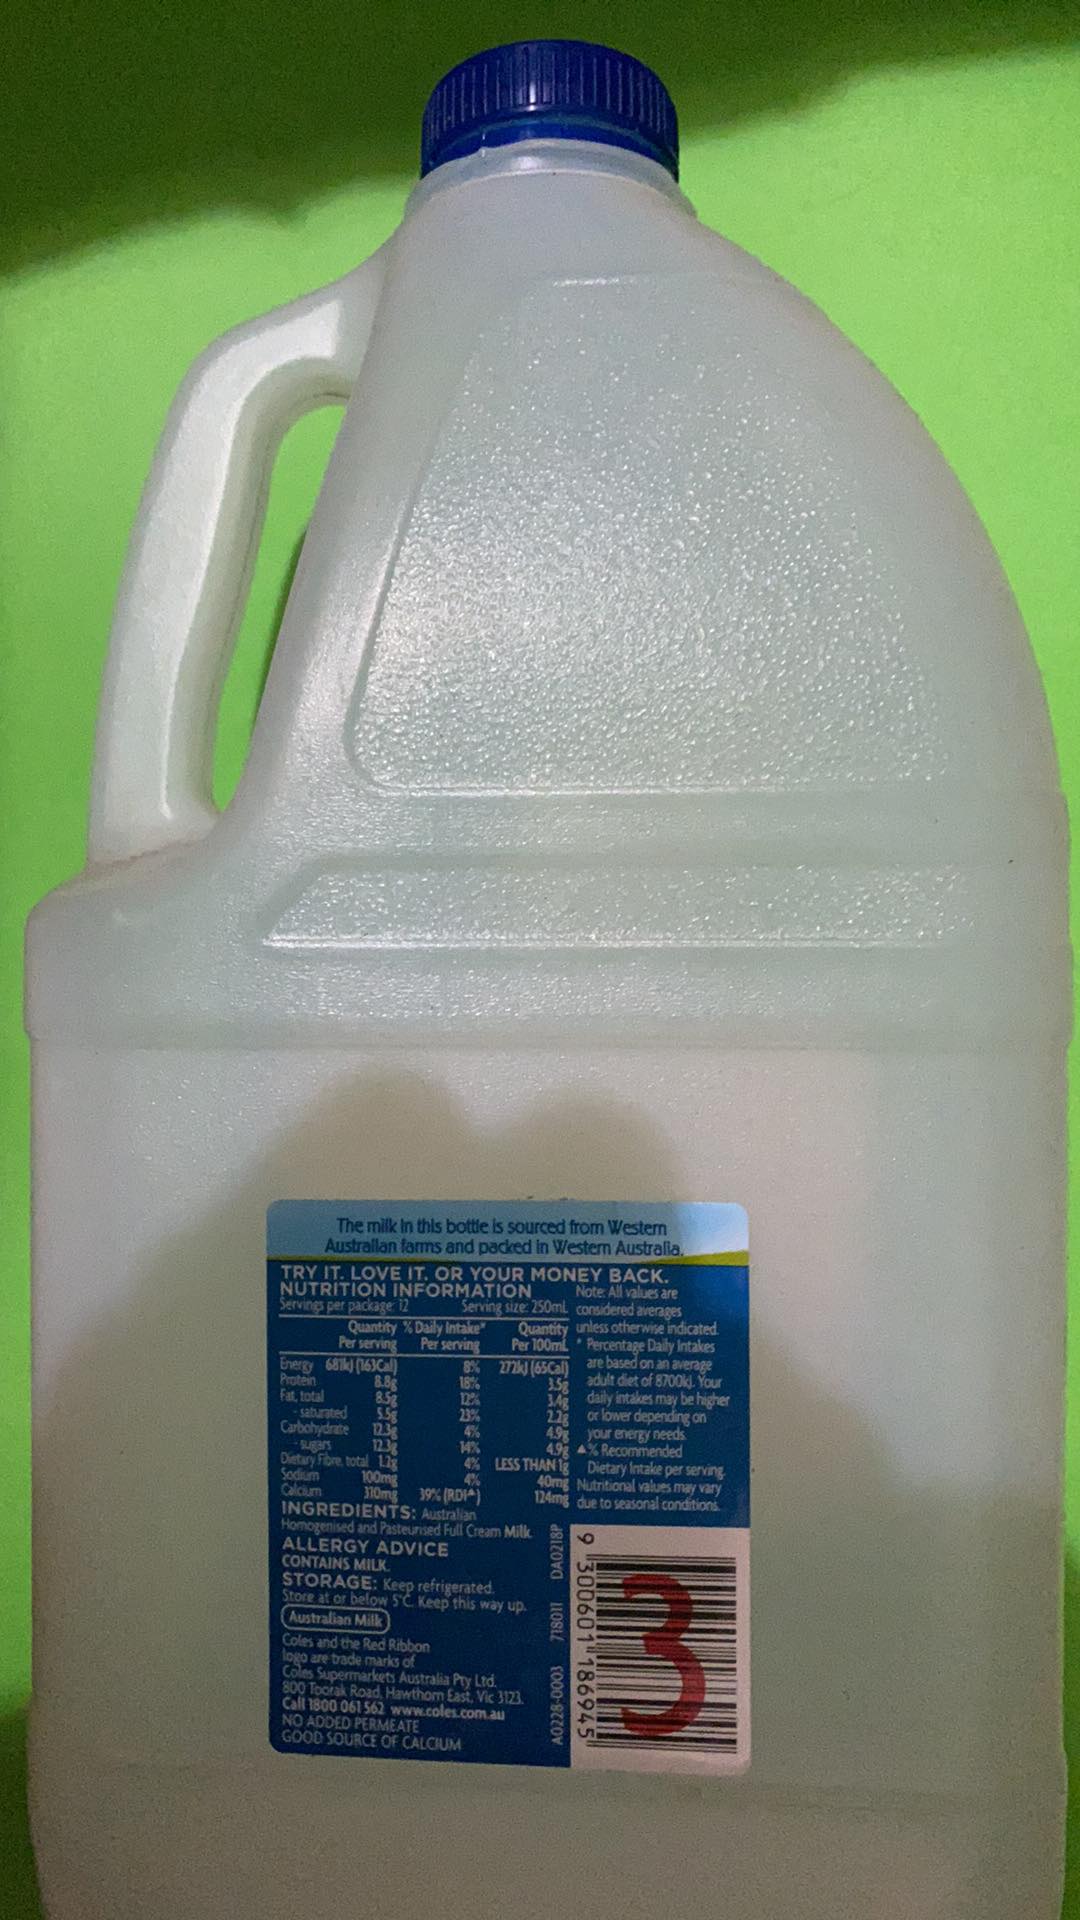 The milk in this bottle is sourced from Western
Australian farms and packed in Western Australia.
TRY IT. LOVE IT. OR YOUR MONEY BACK.
NUTRITION INFORMATION
Servings per package: 12 Serving size: 250mL
Quantity % Daily Intake* Quantity
Per serving Per serving Per 100mL
Energy 681kJ (163Cal) 8% 272kJ (65Cal)
Protein 8.8g 18% 3.5g
Fat, total 8.5g 12% 3.4g
- saturated 5.5g 23% 2.2g
Carbohydrate 12.3g 4% 4.9g
- sugars 12.3g 14% 4.9g
Dietary Fibre, total 1.2g 4% LESS THAN 1g
Sodium 100mg 4% 40mg
Calcium 310mg 39% (RDI▲) 124mg
Note: All values are
considered averages
unless otherwise indicated.
* Percentage Daily Intakes
are based on an average
adult diet of 8700kJ. Your
daily intakes may be higher
or lower depending on
your energy needs.
▲% Recommended
Dietary Intake per serving.
Nutritional values may vary
due to seasonal conditions.
INGREDIENTS: Australian
Homogenised and Pasteurised Full Cream Milk.
ALLERGY ADVICE
CONTAINS MILK.
STORAGE: Keep refrigerated.
Store at or below 5°C. Keep this way up.
Australian Milk
Coles and the Red Ribbon
logo are trade marks of
Coles Supermarkets Australia Pty Ltd.
800 Toorak Road, Hawthorn East, Vic 3123.
Call 1800 061 562 www.coles.com.au
NO ADDED PERMEATE
GOOD SOURCE OF CALCIUM
A0228-0003 718011 DA0218P
9 300601 186945
3